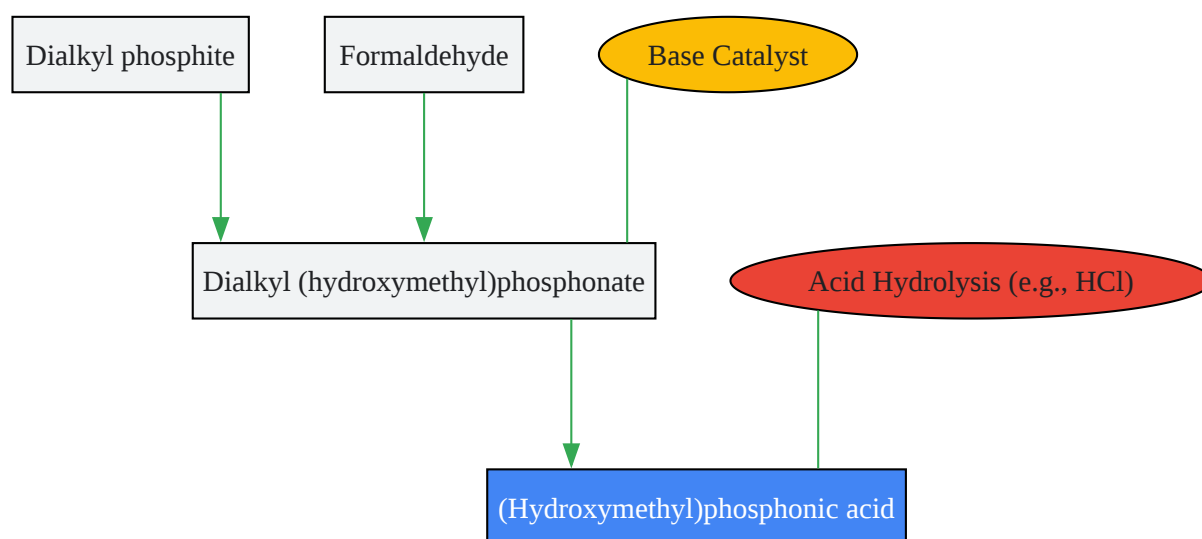 Dialkyl phosphite
Formaldehyde
Base Catalyst
Dialkyl (hydroxymethyl)phosphonate
Acid Hydrolysis (e.g., HCl)
(Hydroxymethyl)phosphonic acid